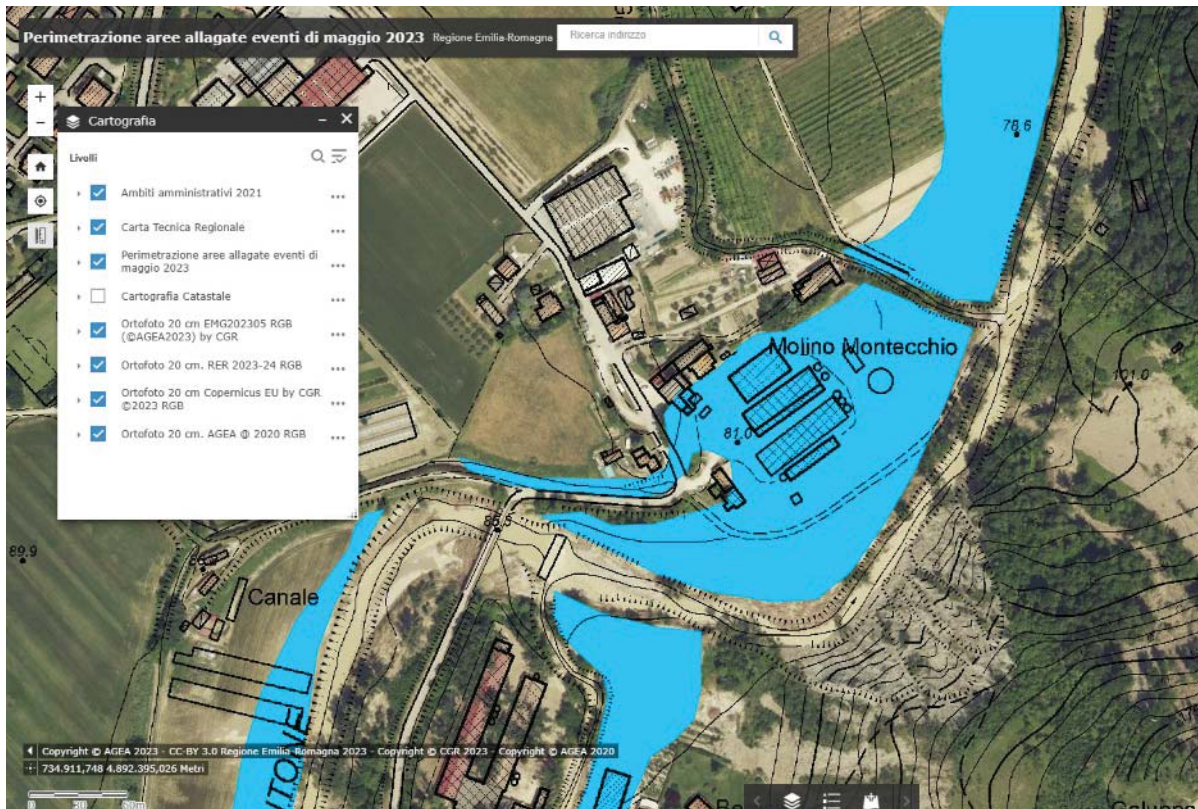 Perimetrazione aree allagate eventi di maggio 2023 Regione Emilia-Romagna
Ricerca indirizzo
Cartografia
Livelli
Ambiti amministrativi 2021
Carta Tecnica Regionale
Perimetrazione aree allagate eventi di
maggio 2023
Cartografia Catastale
Ortofoto 20 cm EMG202305 RGB
(©AGEA2023) by CGR
Ortofoto 20 cm. RER 2023-24 RGB
Ortofoto 20 cm Copernicus EU by CGR
©2023 RGB
Ortofoto 20 cm. AGEA @ 2020 RGB
78.6
Molino Montecchio
101.0
81.0
89.9
Canale
Copyright © AGEA 2023 - CC-BY 3.0 Regione Emilia-Romagna 2023 - Copyright © CGR 2023 - Copyright © AGEA 2020
734.911,748 4.892.395,026 Metri
0 30 60m